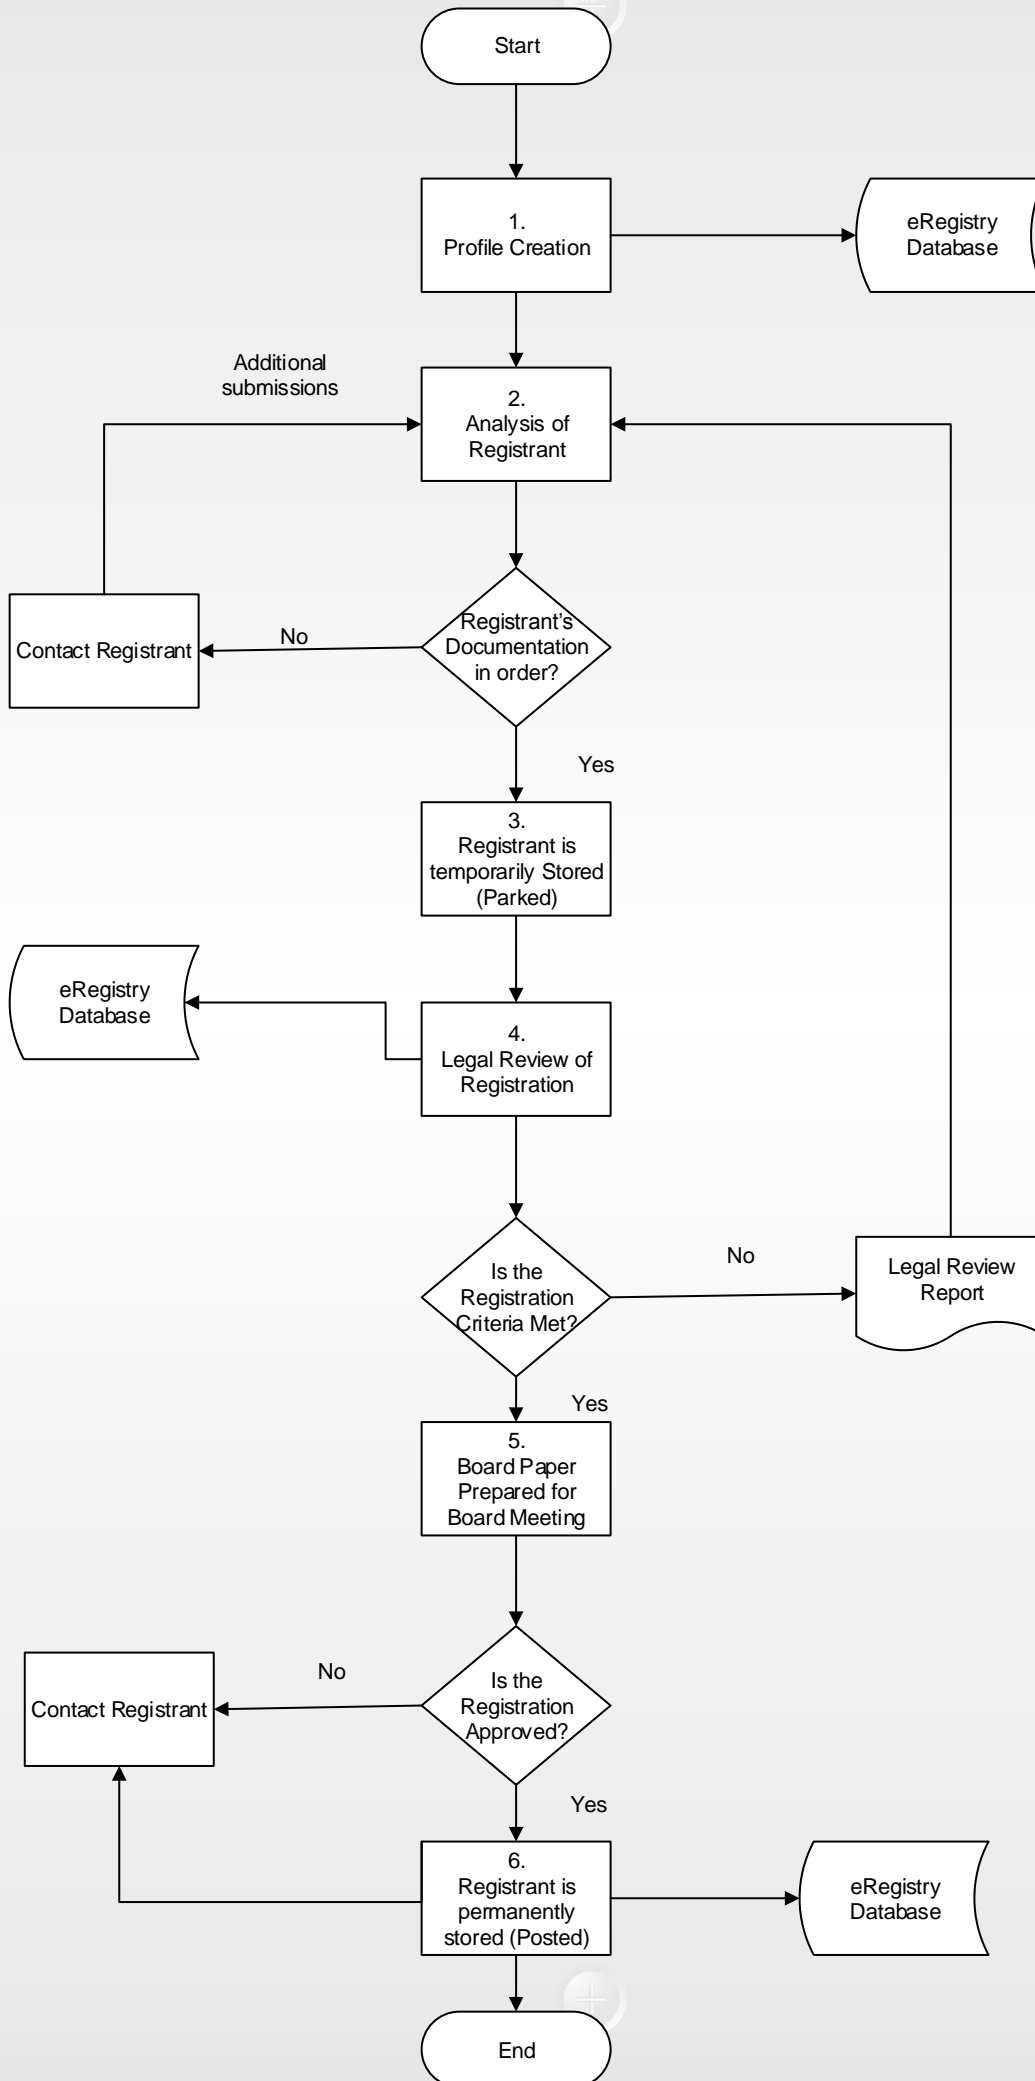 Start
1.
Profile Creation
eRegistry
Database
Additional
submissions
2.
Analysis of
Registrant
Contact Registrant
No
Registrant's
Documentation
in order?
Yes
3.
Registrant is
temporarily Stored
(Parked)
eRegistry
Database
4.
Legal Review of
Registration
Is the
Registration
Criteria Met?
No
Legal Review
Report
Yes
5.
Board Paper
Prepared for
Board Meeting
Contact Registrant
No
Is the
Registration
Approved?
Yes
6.
Registrant is
permanently
stored (Posted)
eRegistry
Database
End